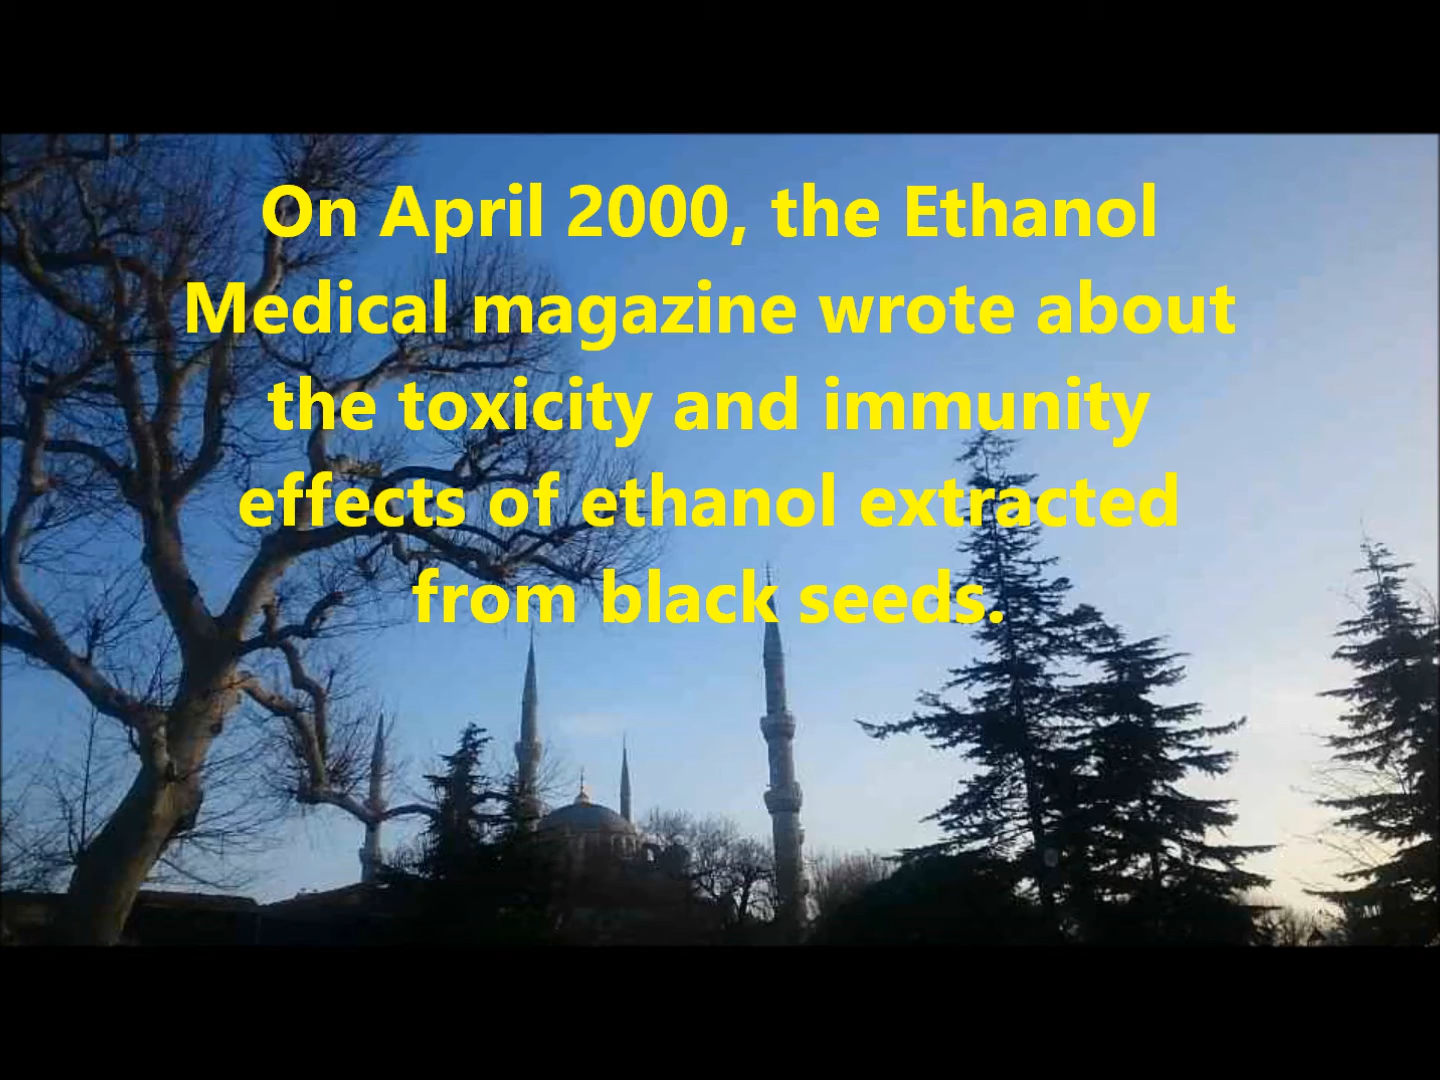 On April 2000, the Ethanol
Medical magazine wrote about
the toxicity and immunity
effects of ethanol extracted
from black seeds.